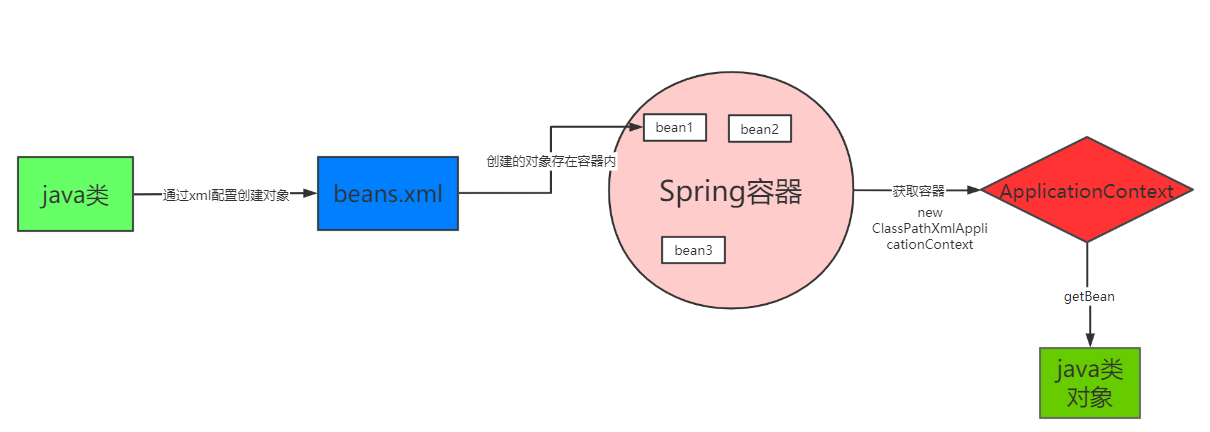 java类
通过xml配置创建对象
beans.xml
创建的对象存在容器内
bean1
bean2
Spring容器
bean3
获取容器
new
ClassPathXmlAppli
cationContext
ApplicationContext
getBean
java类
对象